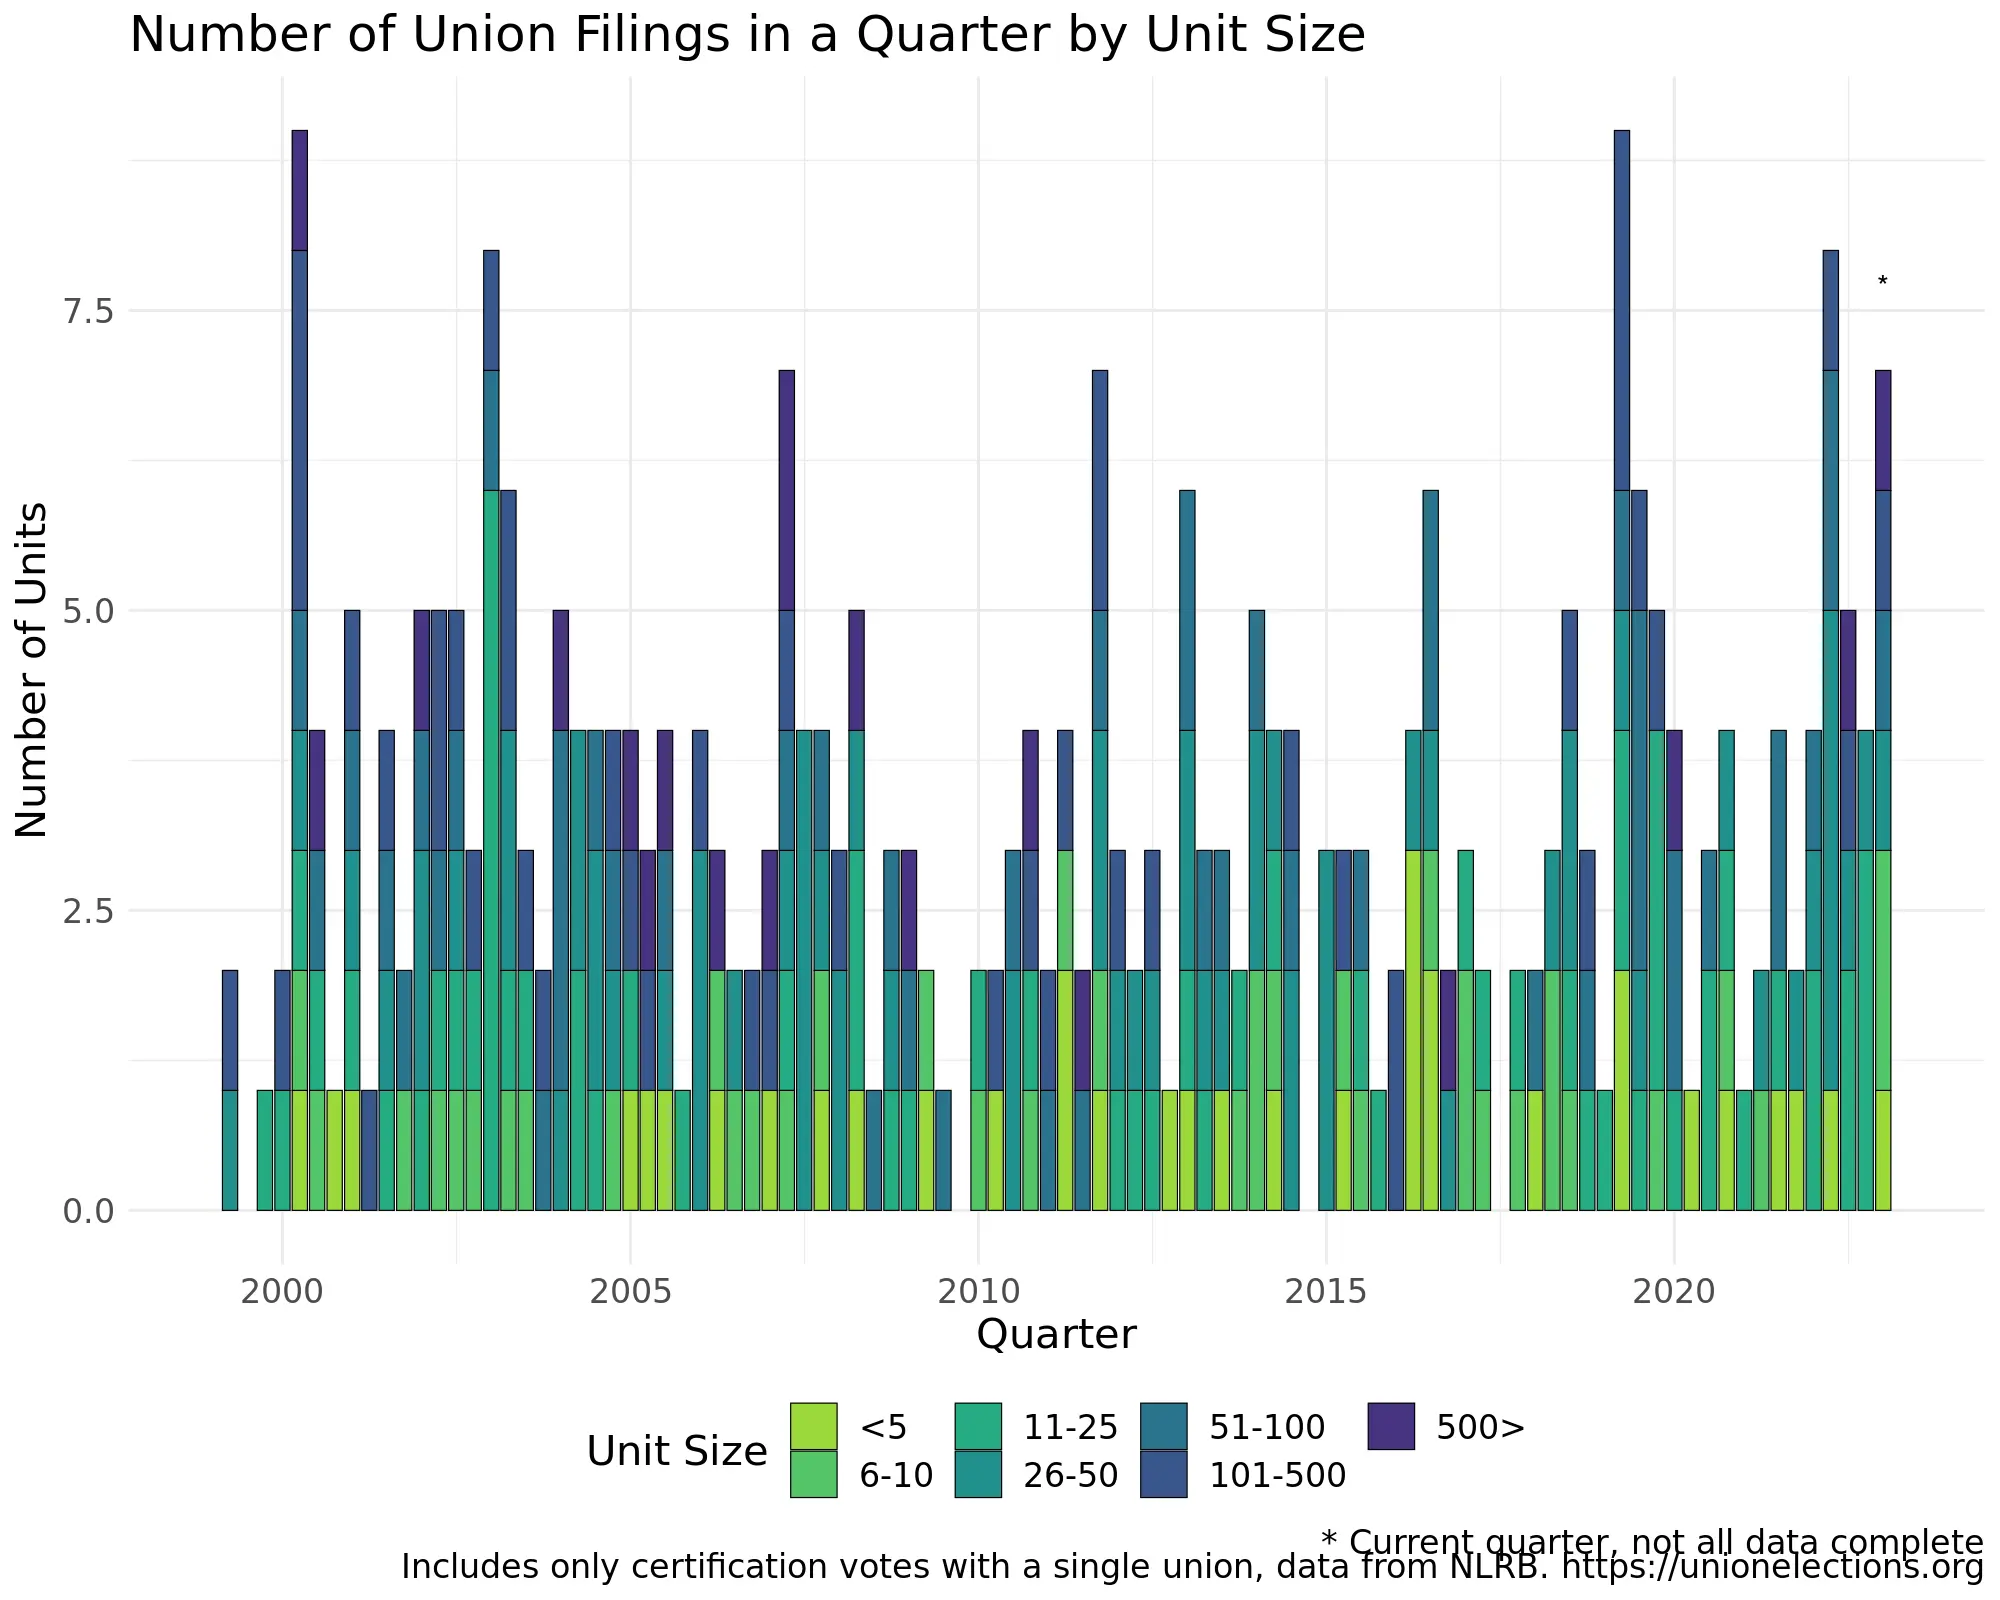 Number of Union Filings in a Quarter by Unit Size
*
7.5
5.0
2.5
0.0
Number of Units
2000 2005 2010 2015 2020
Quarter
Unit Size
<5 11-25 51-100 500>
6-10 26-50 101-500
* Current quarter, not all data complete
Includes only certification votes with a single union, data from NLRB. https://unionelections.org